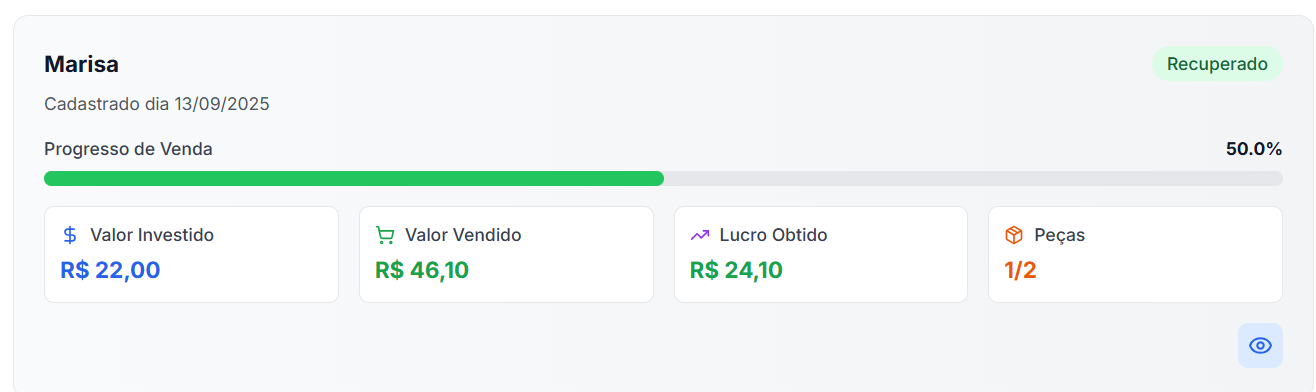 Marisa
Recuperado
Cadastrado dia 13/09/2025
Progresso de Venda
50.0%
Valor Investido
R$ 22,00
Valor Vendido
R$ 46,10
Lucro Obtido
R$ 24,10
Peças
1/2